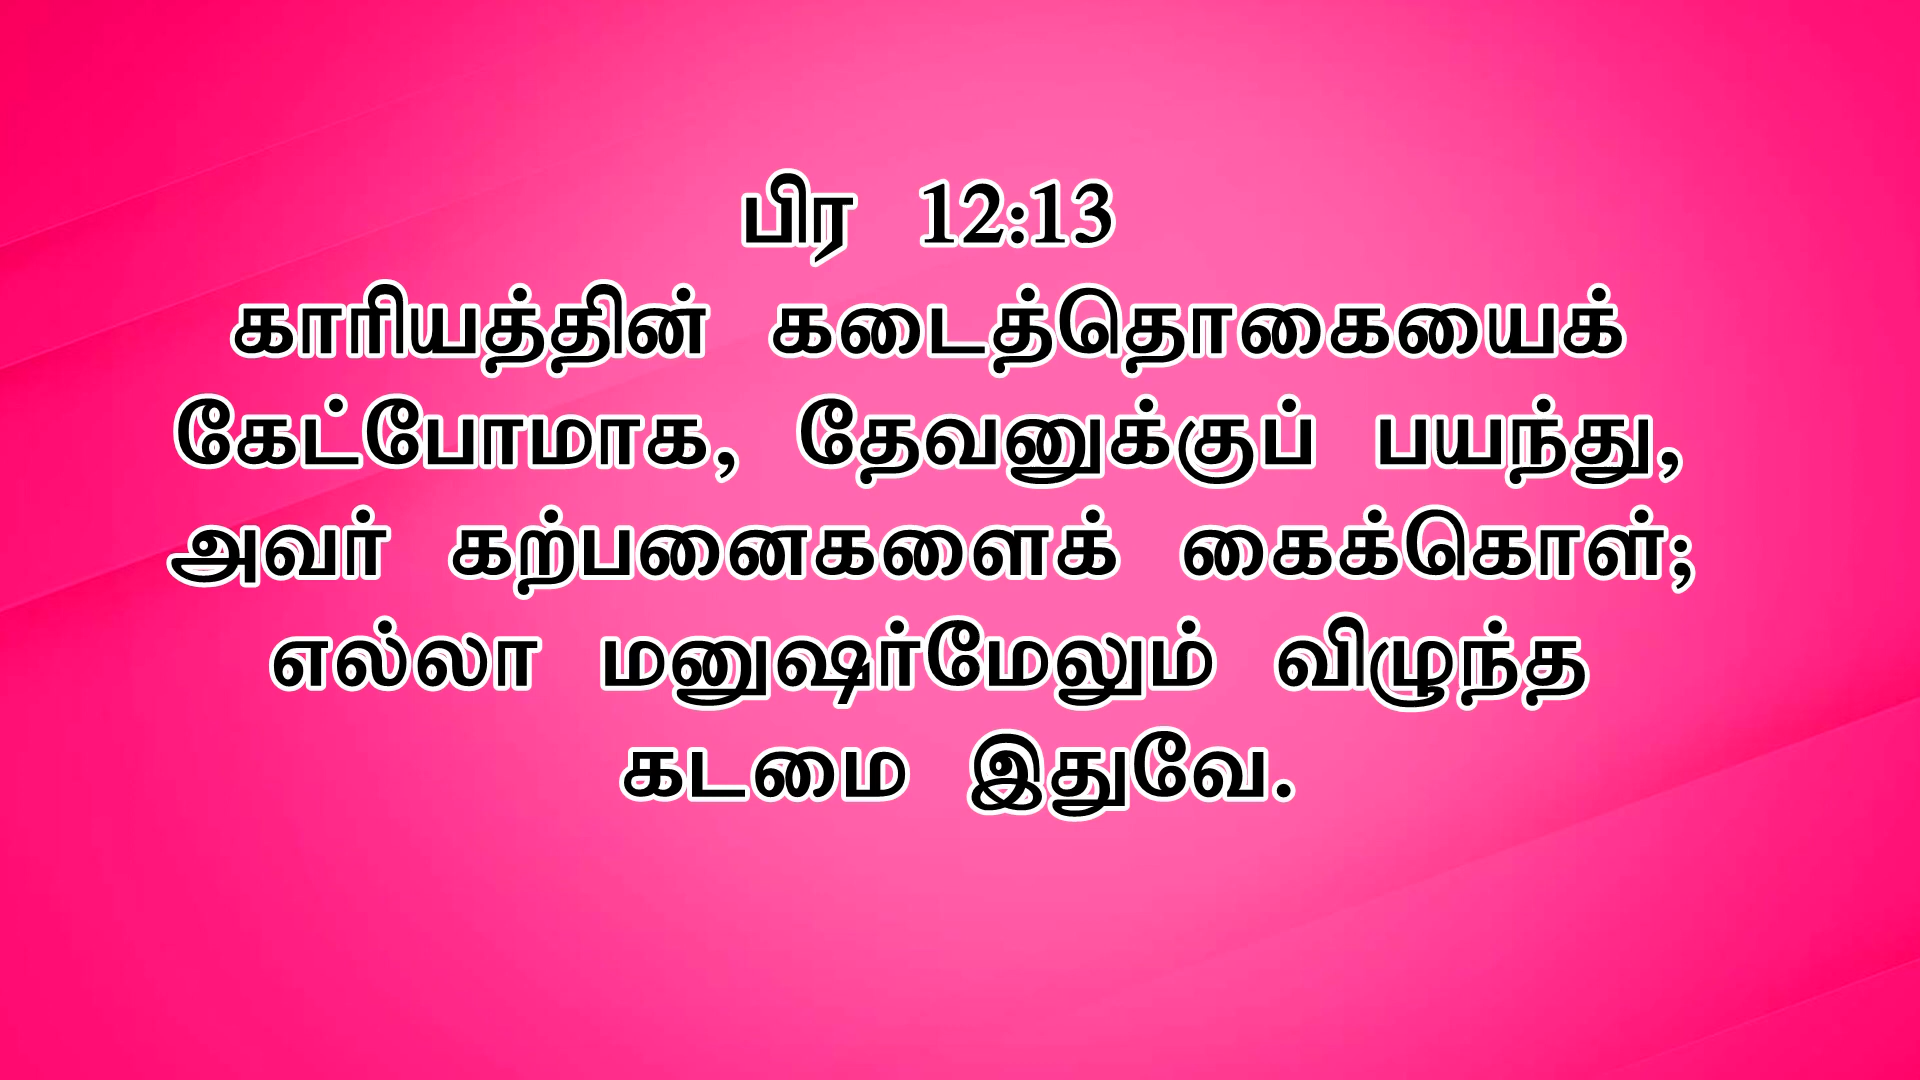 பிர 12:13
காரியத்தின் கடைத்தொகையைக்
கேட்போமாக, தேவனுக்குப் பயந்து,
அவர் கற்பனைகளைக் கைக்கொள்;
எல்லா மனுஷர்மேலும் விழுந்த
கடமை இதுவே.